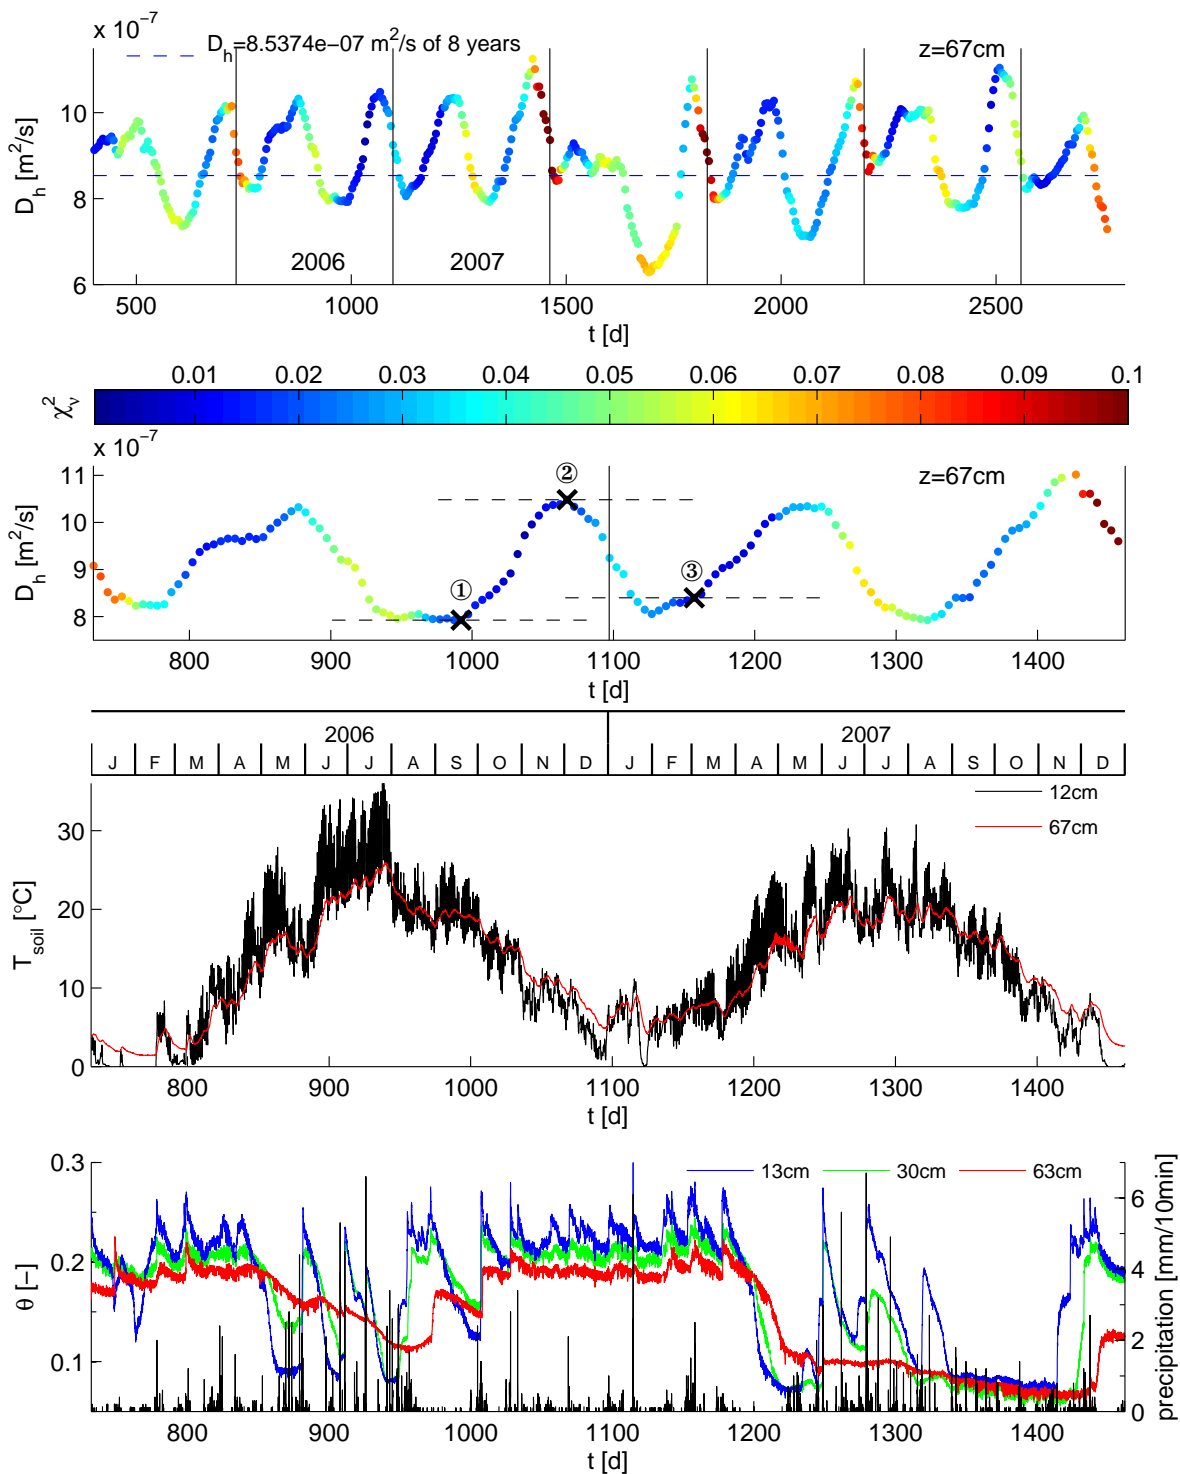 x 10⁻⁷
D_h=8.5374e−07 m²/s of 8 years
z=67cm
10
8
6
D_h [m²/s]
2006
2007
500
1000
1500
2000
2500
t [d]
0.01 0.02 0.03 0.04 0.05 0.06 0.07 0.08 0.09 0.1
χ²_ν
x 10⁻⁷
z=67cm
11
10
9
8
D_h [m²/s]
①
②
③
800 900 1000 1100 1200 1300 1400
t [d]
2006 2007
J F M A M J J A S O N D J F M A M J J A S O N D
12cm
67cm
30
20
10
0
T_soil [°C]
800 900 1000 1100 1200 1300 1400
t [d]
0.3
0.2
0.1
θ [−]
13cm 30cm 63cm
6
4
2
0
precipitation [mm/10min]
800 900 1000 1100 1200 1300 1400
t [d]